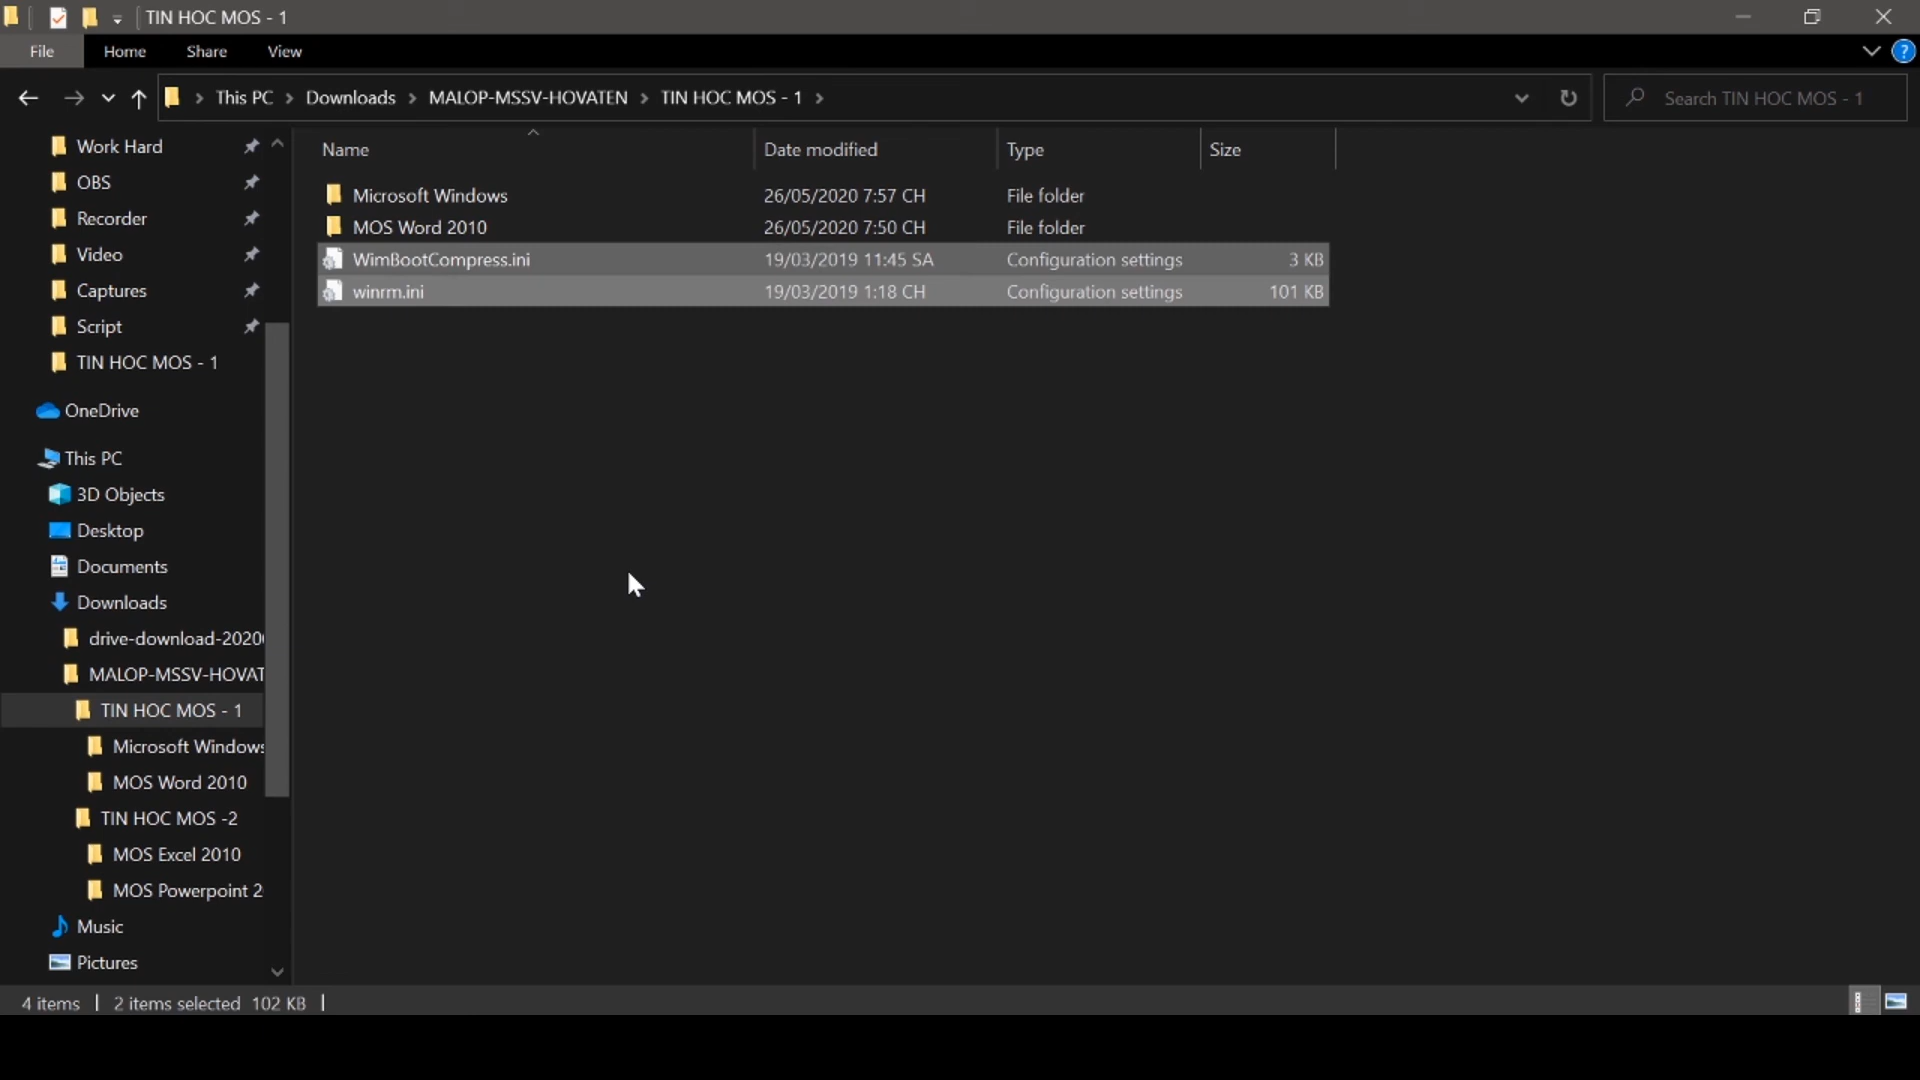 TIN HOC MOS - 1
File Home Share View ?
This PC > Downloads > MALOP-MSSV-HOVATEN > TIN HOC MOS - 1 >
Search TIN HOC MOS - 1
Work Hard
OBS
Recorder
Video
Captures
Script
TIN HOC MOS - 1
OneDrive
This PC
3D Objects
Desktop
Documents
Downloads
drive-download-2020
MALOP-MSSV-HOVAT
TIN HOC MOS - 1
Microsoft Windows
MOS Word 2010
TIN HOC MOS -2
MOS Excel 2010
MOS Powerpoint 2
Music
Pictures
Name Date modified Type Size
Microsoft Windows 26/05/2020 7:57 CH File folder
MOS Word 2010 26/05/2020 7:50 CH File folder
WimBootCompress.ini 19/03/2019 11:45 SA Configuration settings 3 KB
winrm.ini 19/03/2019 1:18 CH Configuration settings 101 KB
4 items 2 items selected 102 KB